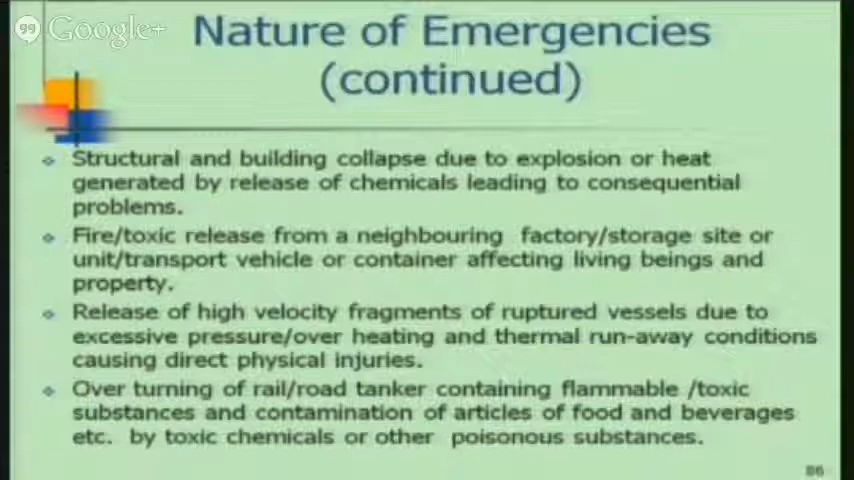 Google+
Nature of Emergencies
(continued)
Structural and building collapse due to explosion or heat
generated by release of chemicals leading to consequential
problems.
Fire/toxic release from a neighbouring factory/storage site or
unit/transport vehicle or container affecting living beings and
property.
Release of high velocity fragments of ruptured vessels due to
excessive pressure/over heating and thermal run-away conditions
causing direct physical injuries.
Over turning of rail/road tanker containing flammable /toxic
substances and contamination of articles of food and beverages
etc. by toxic chemicals or other poisonous substances.
86